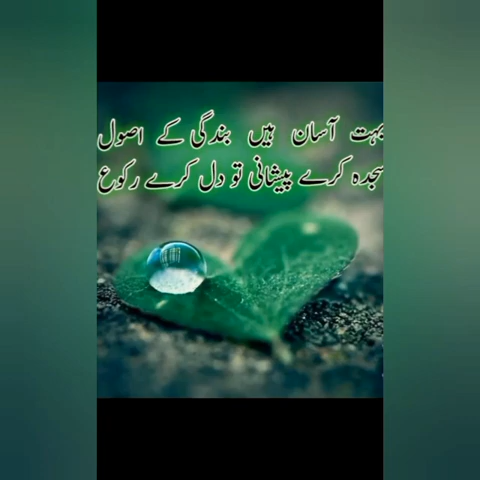 بہت آسان ہیں بندگی کے اصول
سجدہ کرے پیشانی تو دل کرے رکوع